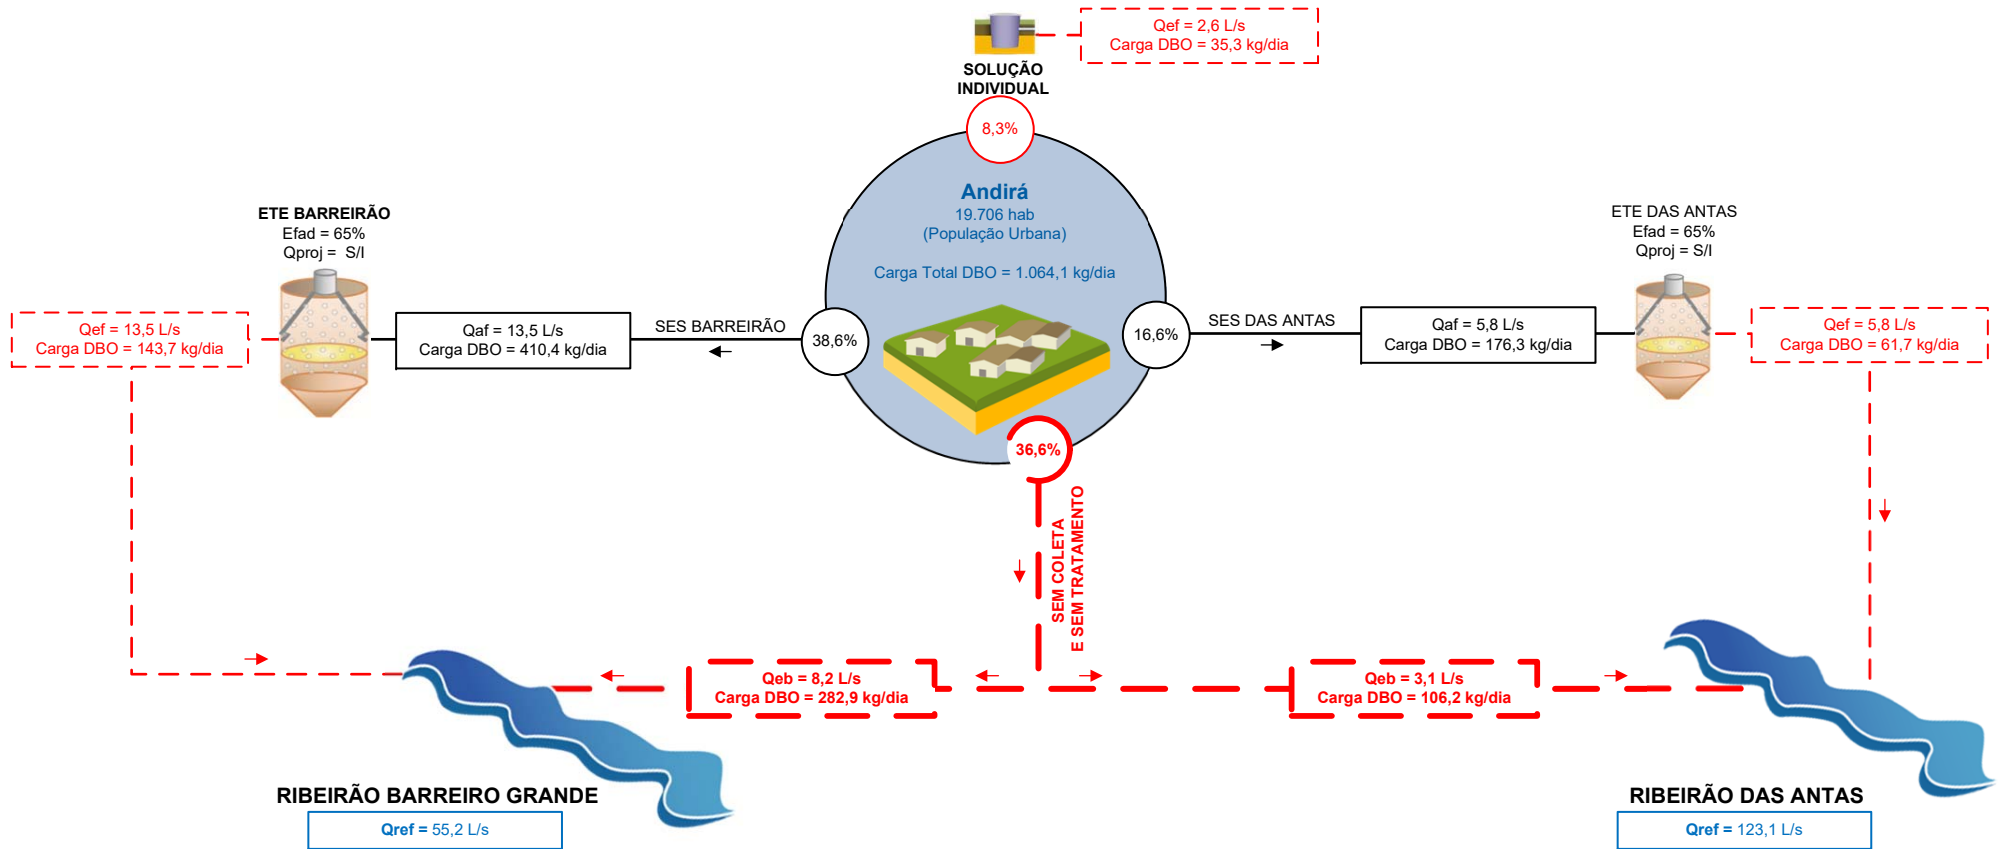 Qef = 2,6 L/s
Carga DBO = 35,3 kg/dia
SOLUÇÃO
INDIVIDUAL
8,3%
Andirá
19.706 hab
(População Urbana)
Carga Total DBO = 1.064,1 kg/dia
ETE BARREIRÃO
Efad = 65%
Qproj = S/I
ETE DAS ANTAS
Efad = 65%
Qproj = S/I
Qef = 13,5 L/s
Carga DBO = 143,7 kg/dia
Qaf = 13,5 L/s
Carga DBO = 410,4 kg/dia
SES BARREIRÃO
38,6%
16,6%
SES DAS ANTAS
Qaf = 5,8 L/s
Carga DBO = 176,3 kg/dia
Qef = 5,8 L/s
Carga DBO = 61,7 kg/dia
36,6%
SEM COLETA
E SEM TRATAMENTO
Qeb = 8,2 L/s
Carga DBO = 282,9 kg/dia
Qeb = 3,1 L/s
Carga DBO = 106,2 kg/dia
RIBEIRÃO BARREIRO GRANDE
Qref = 55,2 L/s
RIBEIRÃO DAS ANTAS
Qref = 123,1 L/s